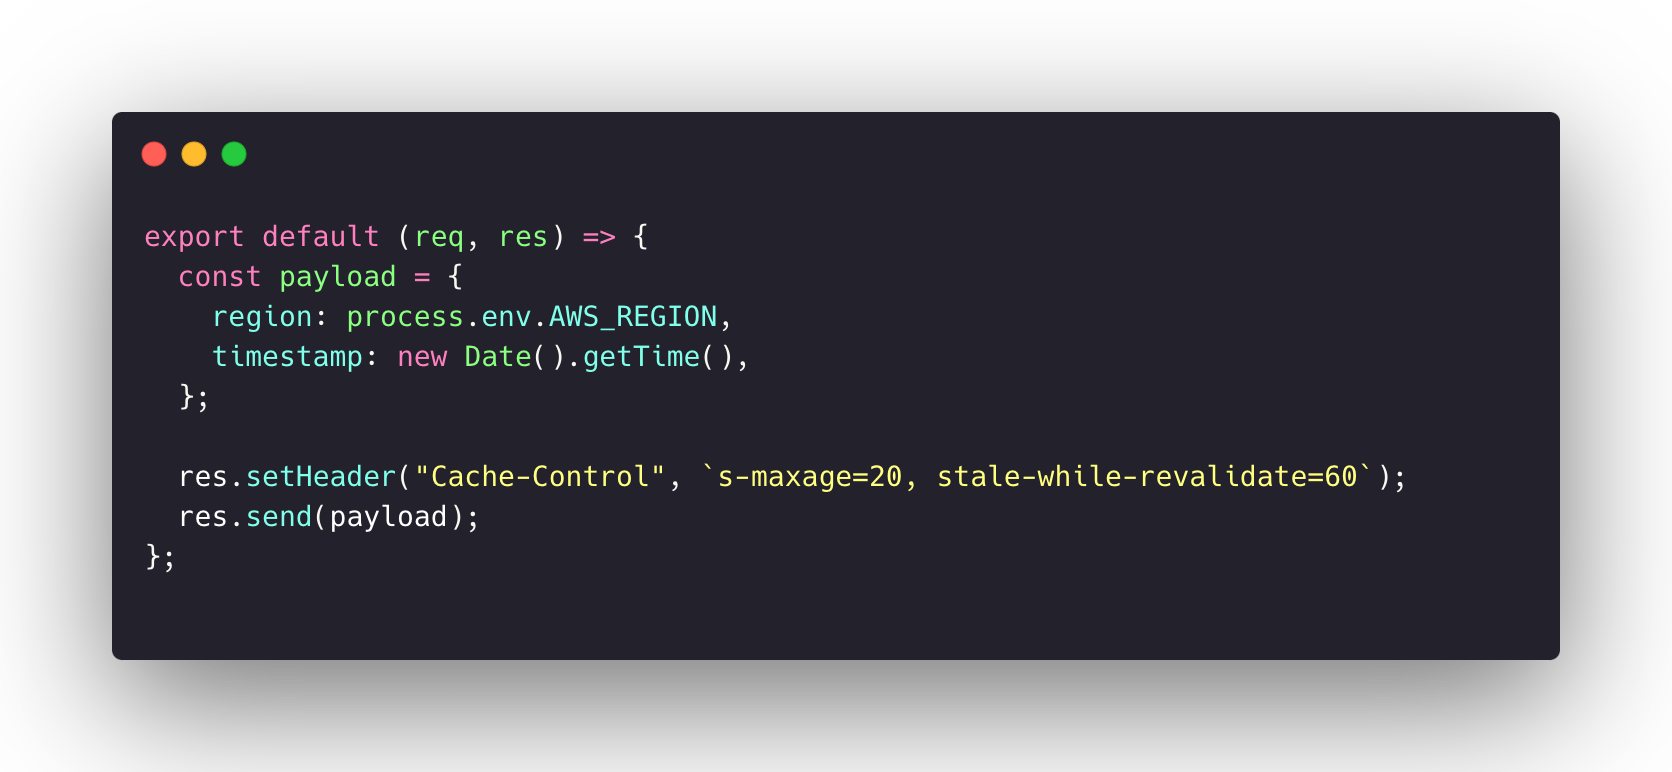 export default (req, res) => {
  const payload = {
    region: process.env.AWS_REGION,
    timestamp: new Date().getTime(),
  };

  res.setHeader("Cache-Control", `s-maxage=20, stale-while-revalidate=60`);
  res.send(payload);
};